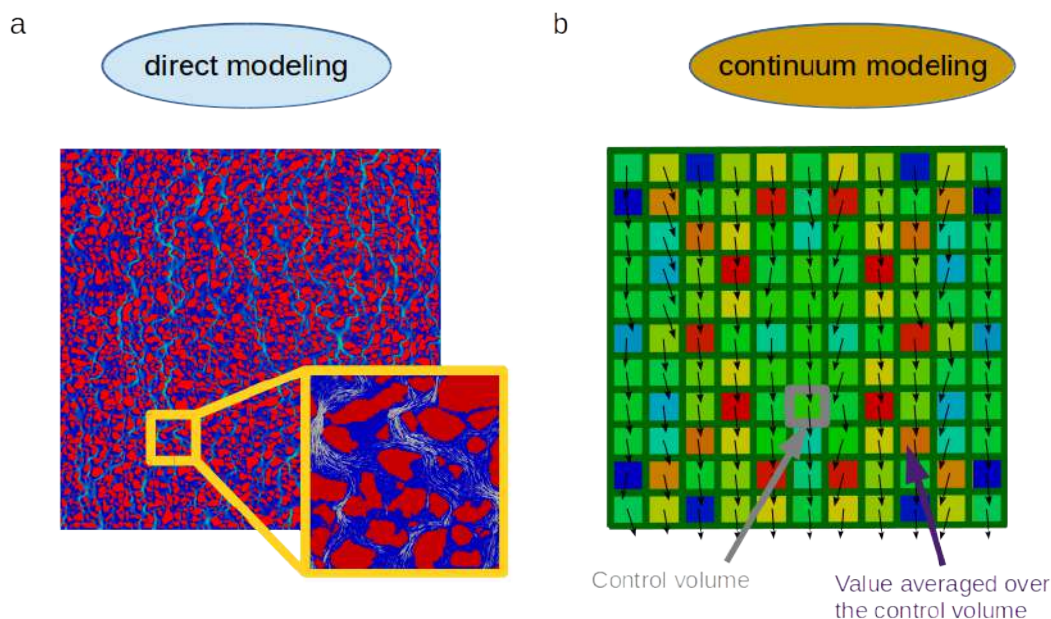 a
direct modeling
b
continuum modeling
Control volume
Value averaged over
the control volume